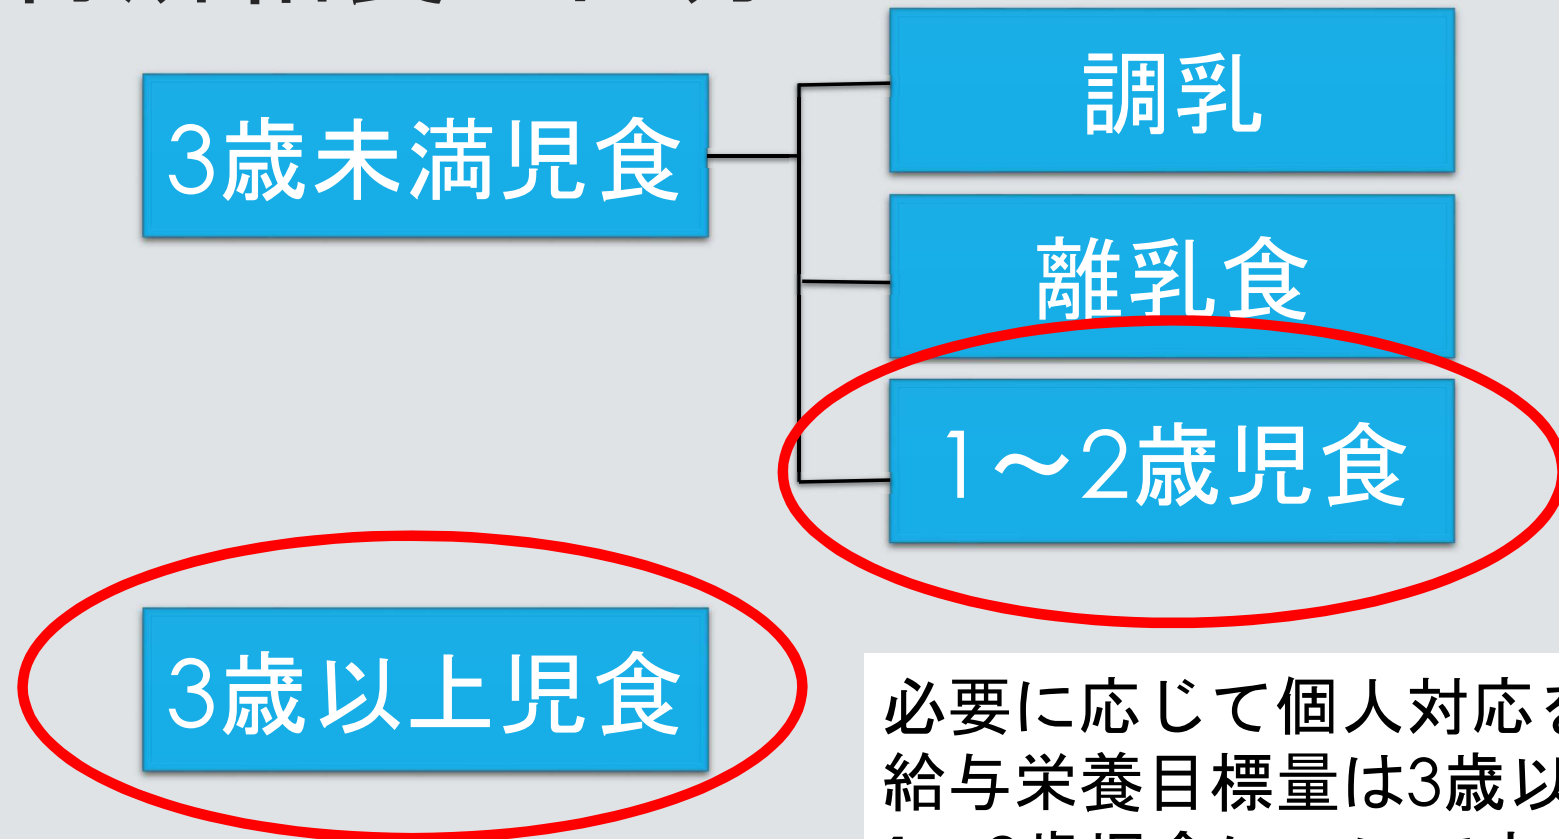 3歳未満児食
調乳
離乳食
1～2歳児食
3歳以上児食
必要に応じて個人対応
給与栄養目標量は3歳以